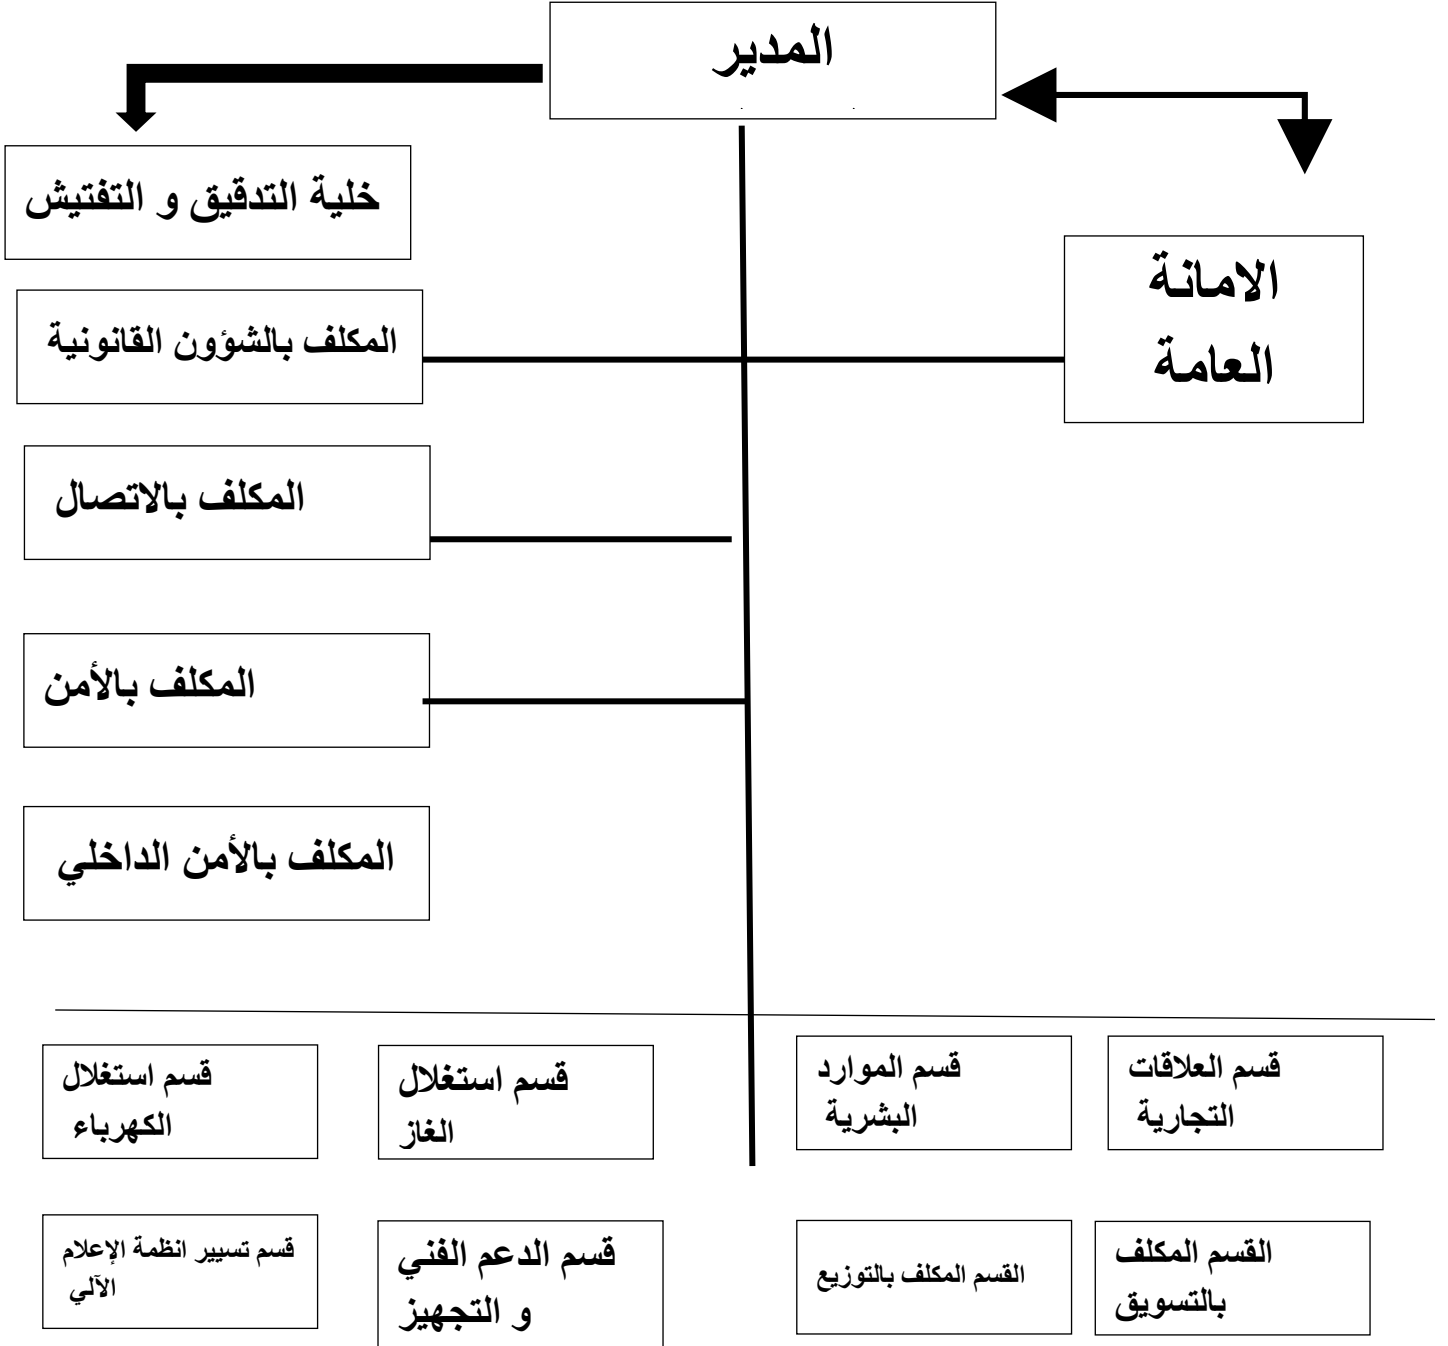 المدير
خلية التدقيق و التفتيش
الامانة
العامة
المكلف بالشؤون القانونية
المكلف بالاتصال
المكلف بالأمن
المكلف بالأمن الداخلي
قسم العلاقات
التجارية
قسم الموارد
البشرية
قسم استغلال
الغاز
قسم استغلال
الكهرباء
القسم المكلف
بالتسويق
القسم المكلف بالتوزيع
قسم الدعم الفني
و التجهيز
قسم تسيير انظمة الإعلام
الآلي